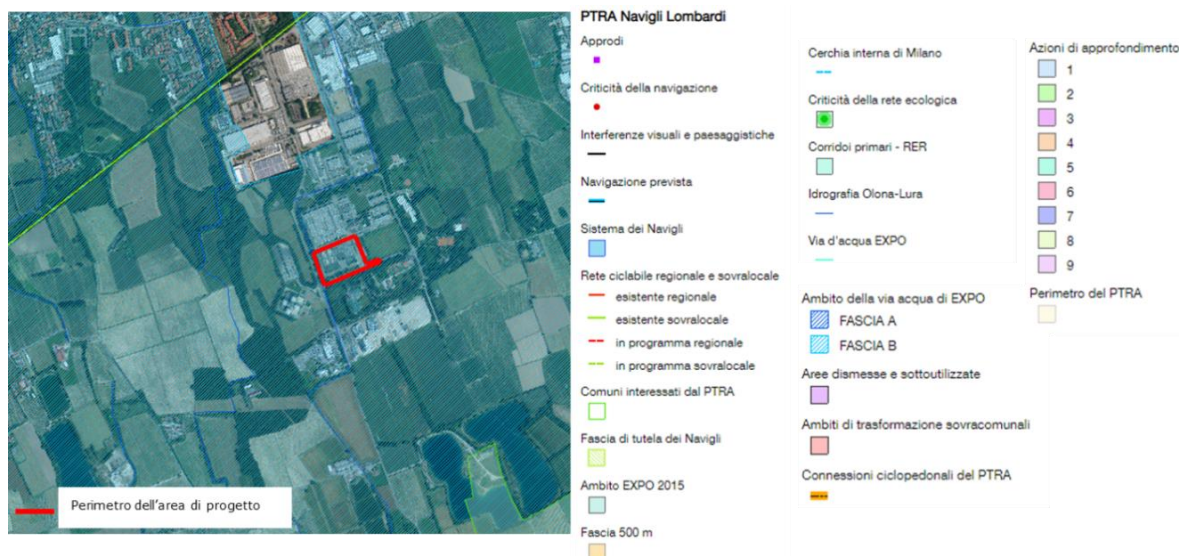 PTRA Navigli Lombardi
Approdi
Criticità della navigazione
Interferenze visuali e paesaggistiche
Navigazione prevista
Sistema dei Navigli
Rete ciclabile regionale e sovralocale
esistente regionale
esistente sovralocale
in programma regionale
in programma sovralocale
Comuni interessati dal PTRA
Fascia di tutela dei Navigli
Ambito EXPO 2015
Fascia 500 m
Cerchia interna di Milano
Criticità della rete ecologica
Corridoi primari - RER
Idrografia Olona-Lura
Via d'acqua EXPO
Ambito della via acqua di EXPO
FASCIA A
FASCIA B
Aree dismesse e sottoutilizzate
Ambiti di trasformazione sovracomunali
Connessioni ciclopedonali del PTRA
Azioni di approfondimento
1
2
3
4
5
6
7
8
9
Perimetro del PTRA
Perimetro dell'area di progetto